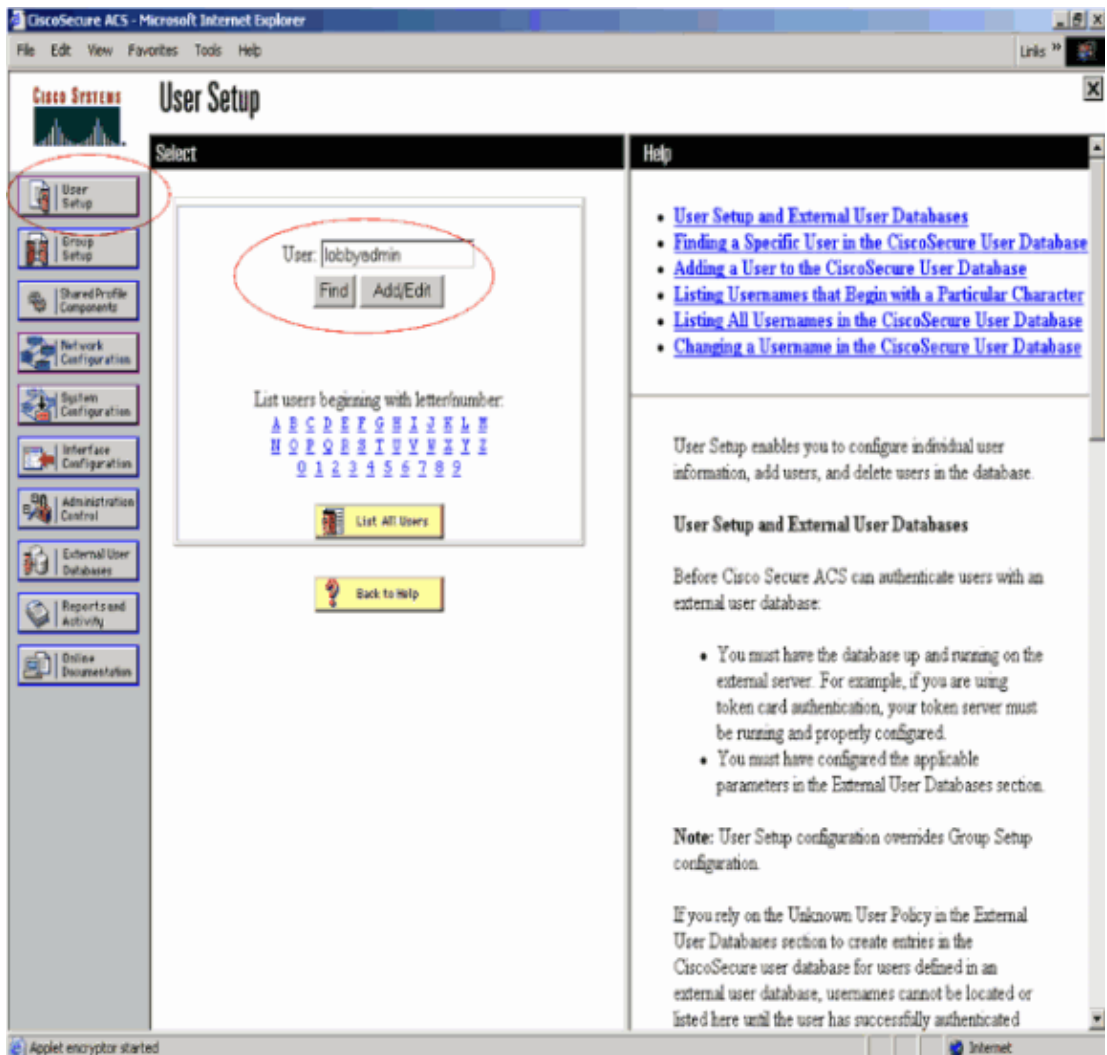 CiscoSecure ACS - Microsoft Internet Explorer
File Edit View Favorites Tools Help
Links »
CISCO SYSTEMS
User Setup
Select
Help
User
Setup
Group
Setup
Shared Profile
Components
Network
Configuration
System
Configuration
Interface
Configuration
Administration
Control
External User
Databases
Reports and
Activity
Online
Documentation
User: lobbyadmin
Find Add/Edit
List users beginning with letter/number:
A B C D E F G H I J K L M
N O P Q R S T U V W X Y Z
0 1 2 3 4 5 6 7 8 9
List All Users
Back to Help
• User Setup and External User Databases
• Finding a Specific User in the CiscoSecure User Database
• Adding a User to the CiscoSecure User Database
• Listing Usernames that Begin with a Particular Character
• Listing All Usernames in the CiscoSecure User Database
• Changing a Username in the CiscoSecure User Database
User Setup enables you to configure individual user
information, add users, and delete users in the database.
User Setup and External User Databases
Before Cisco Secure ACS can authenticate users with an
external user database:
• You must have the database up and running on the
external server. For example, if you are using
token card authentication, your token server must
be running and properly configured.
• You must have configured the applicable
parameters in the External User Databases section.
Note: User Setup configuration overrides Group Setup
configuration.
If you rely on the Unknown User Policy in the External
User Databases section to create entries in the
CiscoSecure user database for users defined in an
external user database, usernames cannot be located or
listed here until the user has successfully authenticated
Applet encryptor started
Internet